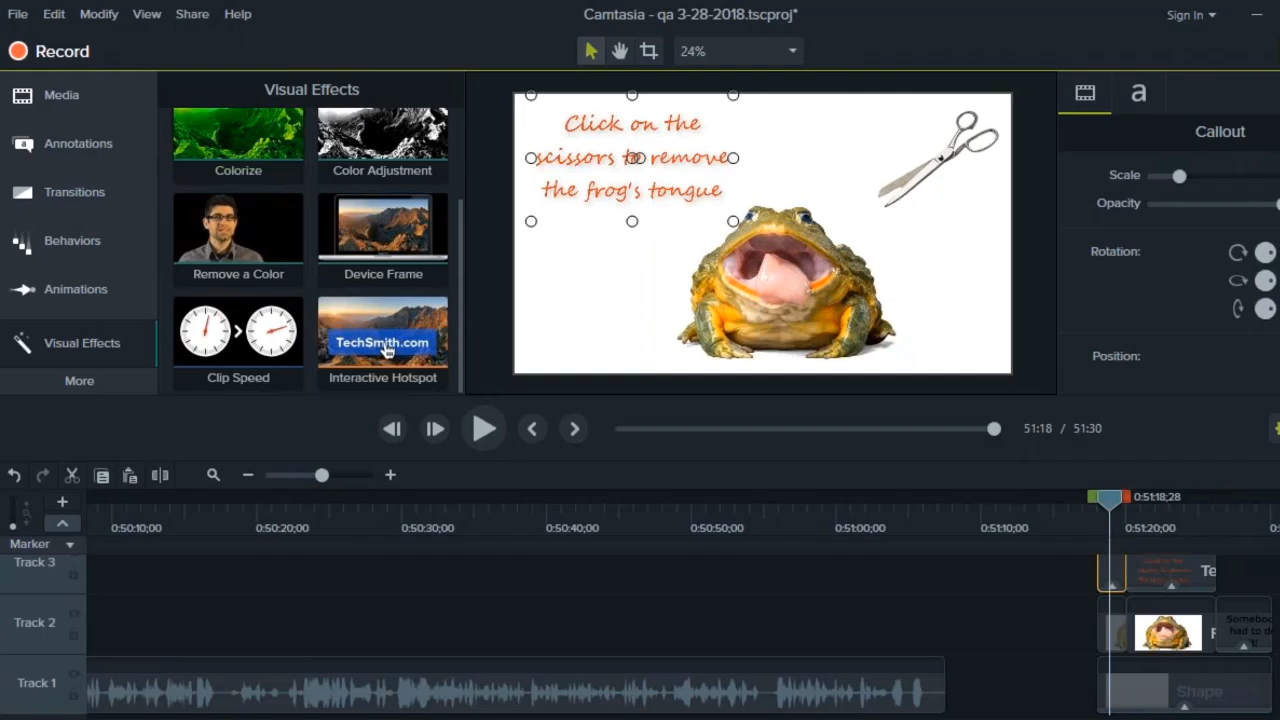 File Edit Modify View Share Help
Camtasia - qa 3-28-2018.tscproj*
Sign In
Record
24%
Media
Annotations
Transitions
Behaviors
Animations
Visual Effects
More
Visual Effects
Colorize
Color Adjustment
Remove a Color
Device Frame
TechSmith.com
Clip Speed
Interactive Hotspot
Click on the
scissors to remove
the frog's tongue
a
Callout
Scale
Opacity
Rotation:
Position:
51:18 / 51:30
0:51:18;28
0:50:10;00 0:50:20;00 0:50:30;00 0:50:40;00 0:50:50;00 0:51:00;00 0:51:10;00 0:51:20;00
Marker
Track 3
Te
Track 2
Somebo
had to d
Track 1
Shape